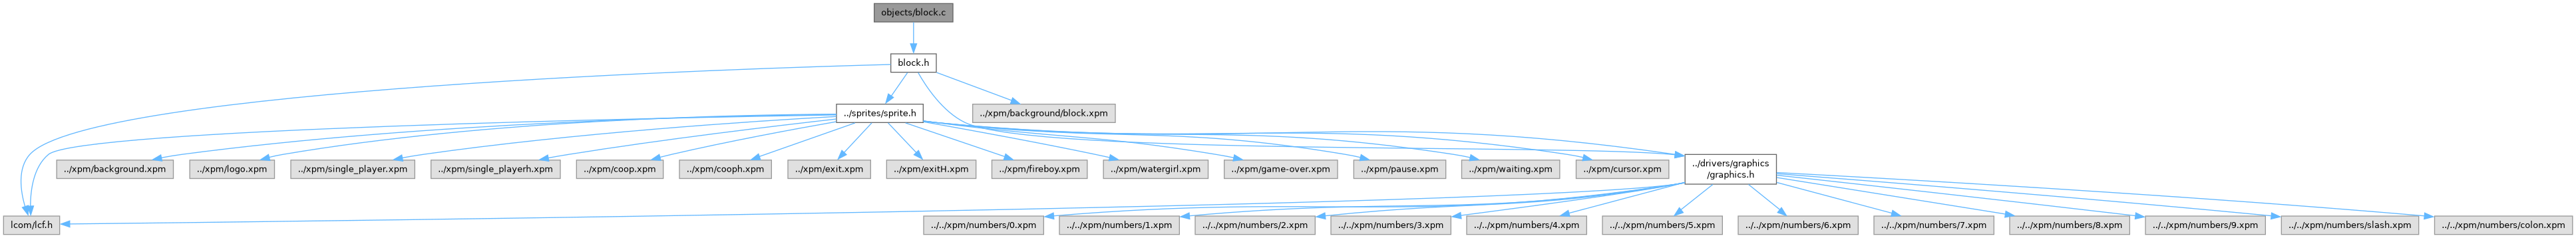 objects/block.c
block.h
../sprites/sprite.h
../xpm/background/block.xpm
../xpm/background.xpm
../xpm/logo.xpm
../xpm/single_player.xpm
../xpm/single_playerh.xpm
../xpm/coop.xpm
../xpm/cooph.xpm
../xpm/exit.xpm
../xpm/exitH.xpm
../xpm/fireboy.xpm
../xpm/watergirl.xpm
../xpm/game-over.xpm
../xpm/pause.xpm
../xpm/waiting.xpm
../xpm/cursor.xpm
../drivers/graphics
/graphics.h
lcom/lcf.h
../../xpm/numbers/0.xpm
../../xpm/numbers/1.xpm
../../xpm/numbers/2.xpm
../../xpm/numbers/3.xpm
../../xpm/numbers/4.xpm
../../xpm/numbers/5.xpm
../../xpm/numbers/6.xpm
../../xpm/numbers/7.xpm
../../xpm/numbers/8.xpm
../../xpm/numbers/9.xpm
../../xpm/numbers/slash.xpm
../../xpm/numbers/colon.xpm